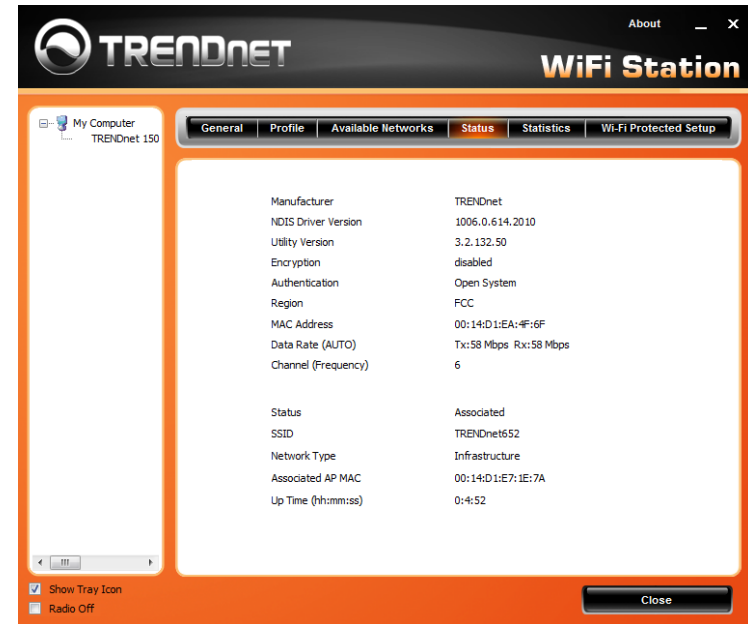 About
TRENDnet
WiFi Station
My Computer
TRENDnet 150
General Profile Available Networks Status Statistics Wi-Fi Protected Setup
Manufacturer TRENDnet
NDIS Driver Version 1006.0.614.2010
Utility Version 3.2.132.50
Encryption disabled
Authentication Open System
Region FCC
MAC Address 00:14:D1:EA:4F:6F
Data Rate (AUTO) Tx:58 Mbps Rx:58 Mbps
Channel (Frequency) 6
Status Associated
SSID TRENDnet652
Network Type Infrastructure
Associated AP MAC 00:14:D1:E7:1E:7A
Up Time (hh:mm:ss) 0:4:52
Show Tray Icon
Radio Off
Close